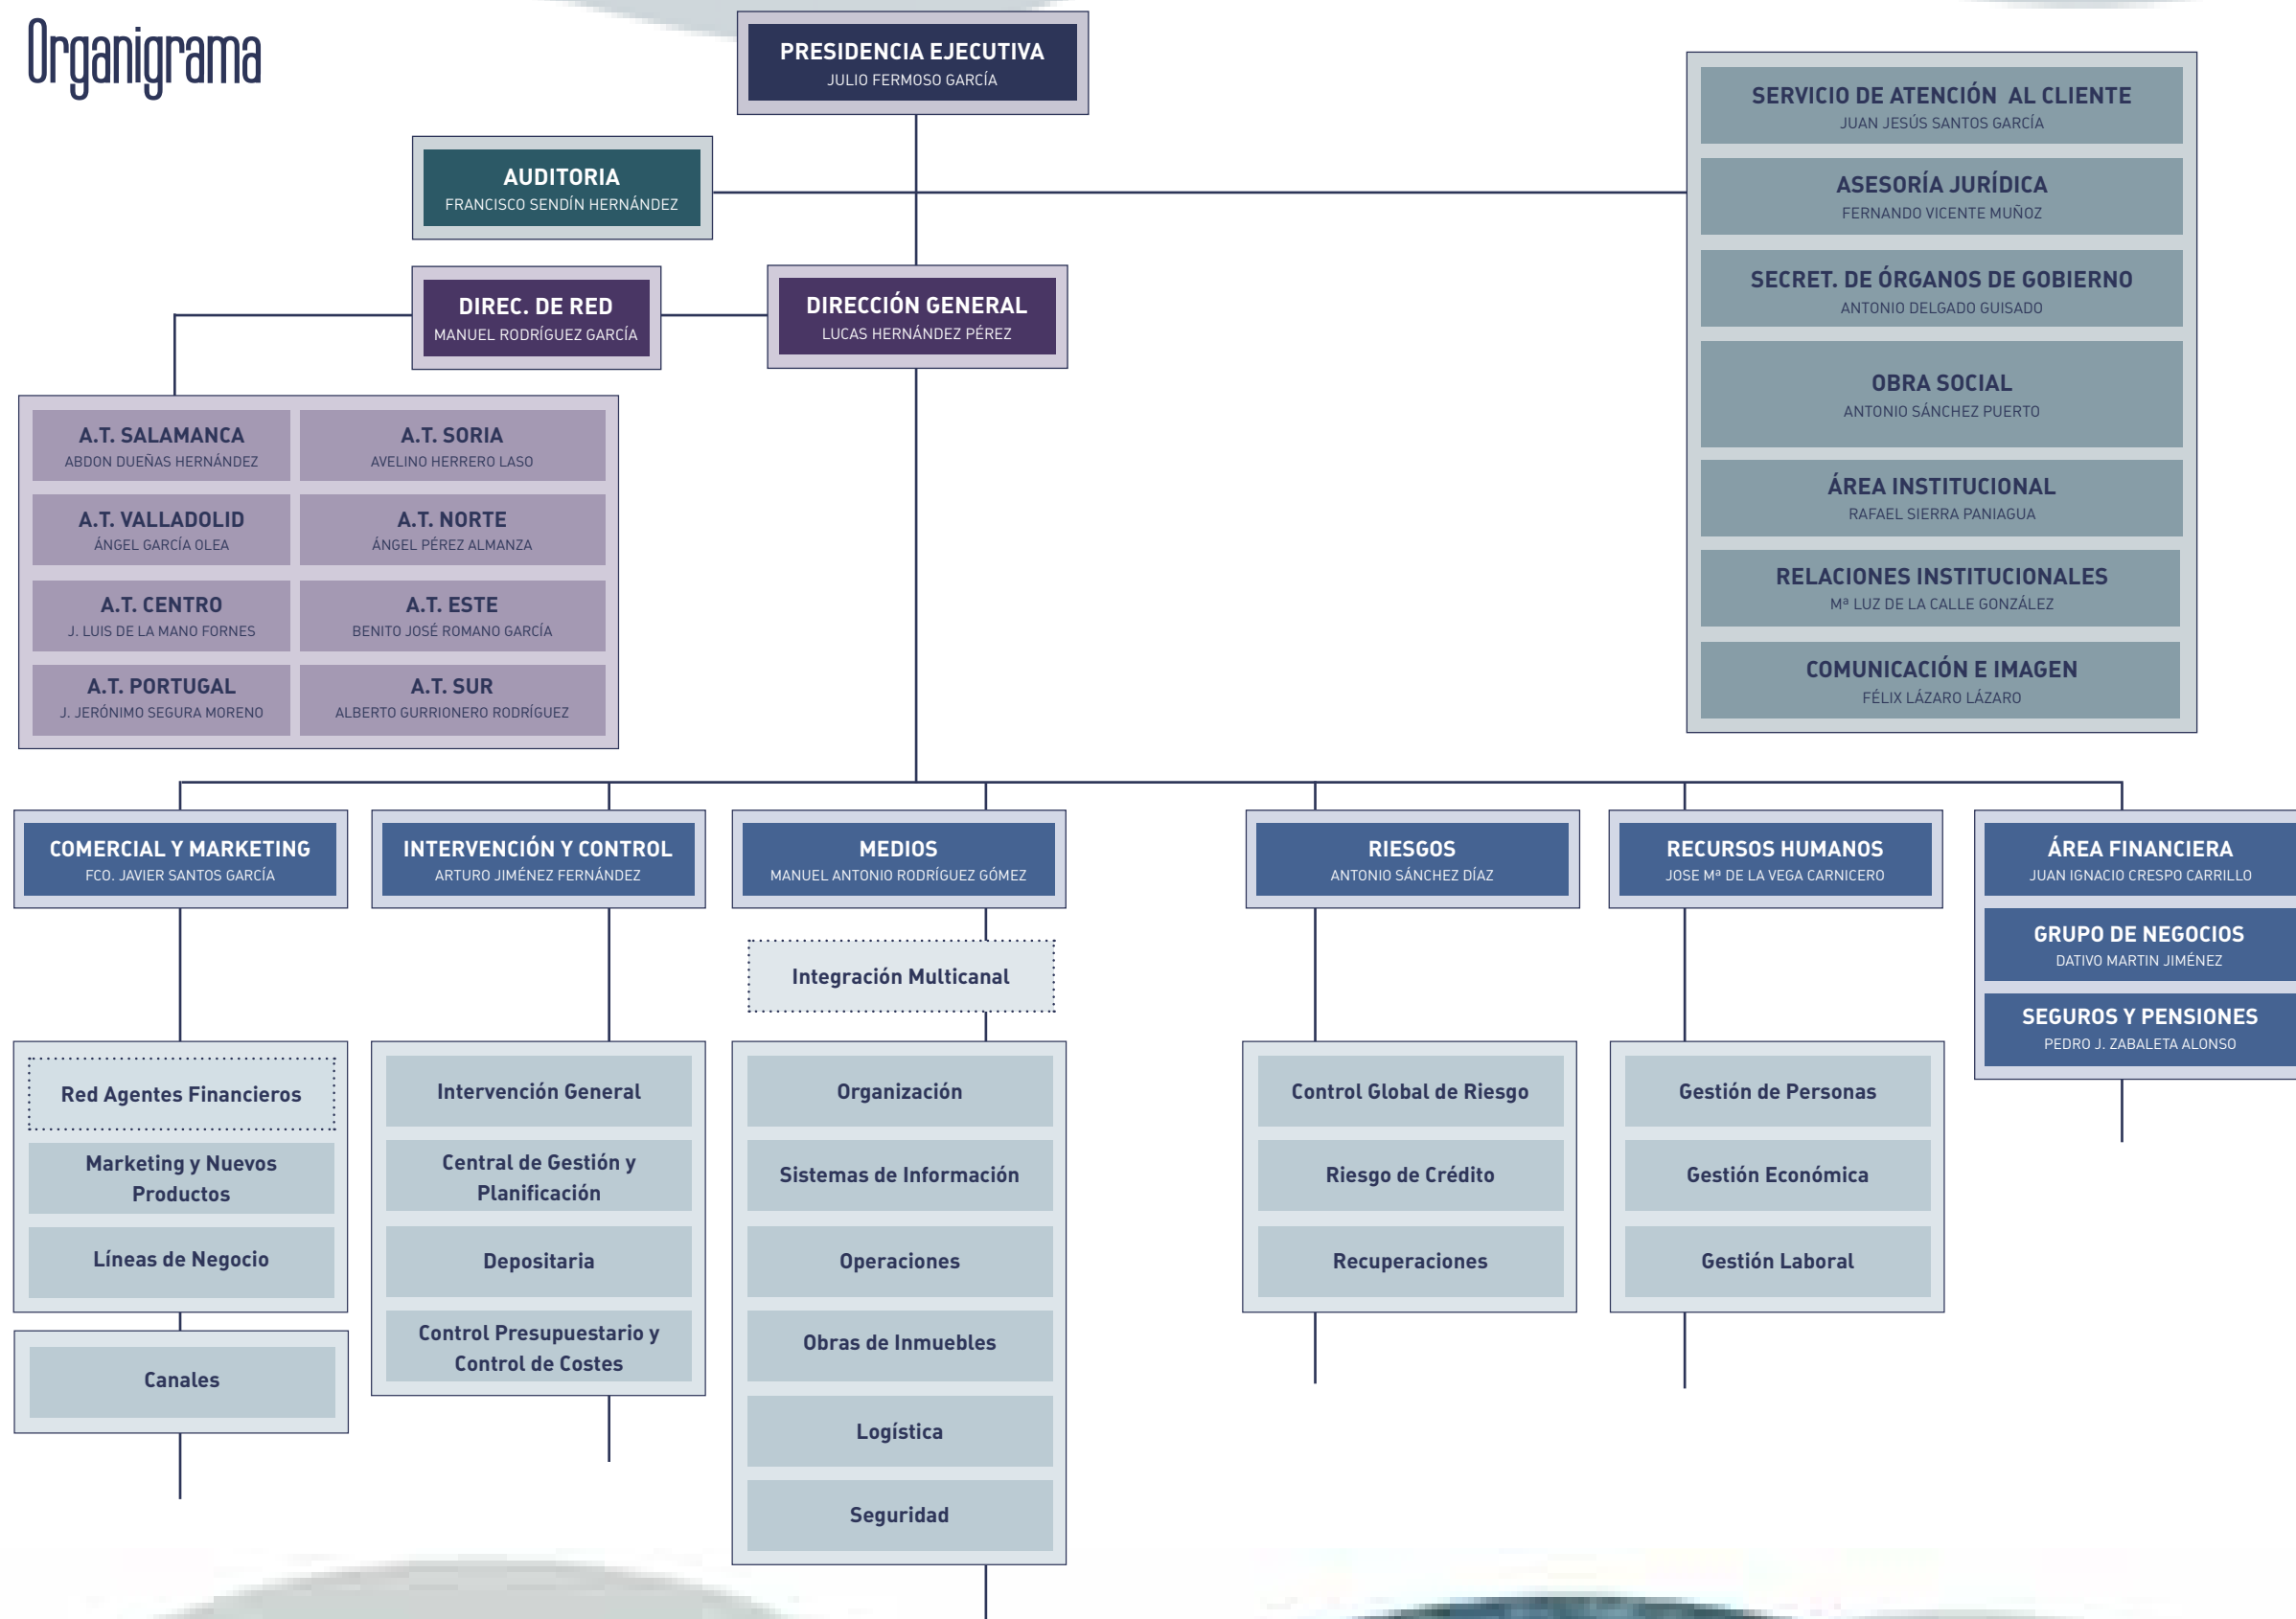 Organigrama
PRESIDENCIA EJECUTIVA
JULIO FERMOSO GARCÍA
AUDITORIA
FRANCISCO SENDÍN HERNÁNDEZ
DIREC. DE RED
MANUEL RODRÍGUEZ GARCÍA
DIRECCIÓN GENERAL
LUCAS HERNÁNDEZ PÉREZ
SERVICIO DE ATENCIÓN AL CLIENTE
JUAN JESÚS SANTOS GARCÍA
ASESORÍA JURÍDICA
FERNANDO VICENTE MUÑOZ
SECRET. DE ÓRGANOS DE GOBIERNO
ANTONIO DELGADO GUISADO
OBRA SOCIAL
ANTONIO SÁNCHEZ PUERTO
ÁREA INSTITUCIONAL
RAFAEL SIERRA PANIAGUA
RELACIONES INSTITUCIONALES
Mª LUZ DE LA CALLE GONZÁLEZ
COMUNICACIÓN E IMAGEN
FÉLIX LÁZARO LÁZARO
A.T. SALAMANCA
ABDON DUEÑAS HERNÁNDEZ
A.T. SORIA
AVELINO HERRERO LASO
A.T. VALLADOLID
ÁNGEL GARCÍA OLEA
A.T. NORTE
ÁNGEL PÉREZ ALMANZA
A.T. CENTRO
J. LUIS DE LA MANO FORNES
A.T. ESTE
BENITO JOSÉ ROMANO GARCÍA
A.T. PORTUGAL
J. JERÓNIMO SEGURA MORENO
A.T. SUR
ALBERTO GURRIONERO RODRÍGUEZ
COMERCIAL Y MARKETING
FCO. JAVIER SANTOS GARCÍA
Red Agentes Financieros
Marketing y Nuevos
Productos
Líneas de Negocio
Canales
INTERVENCIÓN Y CONTROL
ARTURO JIMÉNEZ FERNÁNDEZ
Intervención General
Central de Gestión y
Planificación
Depositaria
Control Presupuestario y
Control de Costes
MEDIOS
MANUEL ANTONIO RODRÍGUEZ GÓMEZ
Integración Multicanal
Organización
Sistemas de Información
Operaciones
Obras de Inmuebles
Logística
Seguridad
RIESGOS
ANTONIO SÁNCHEZ DÍAZ
Control Global de Riesgo
Riesgo de Crédito
Recuperaciones
RECURSOS HUMANOS
JOSE Mª DE LA VEGA CARNICERO
Gestión de Personas
Gestión Económica
Gestión Laboral
ÁREA FINANCIERA
JUAN IGNACIO CRESPO CARRILLO
GRUPO DE NEGOCIOS
DATIVO MARTIN JIMÉNEZ
SEGUROS Y PENSIONES
PEDRO J. ZABALETA ALONSO